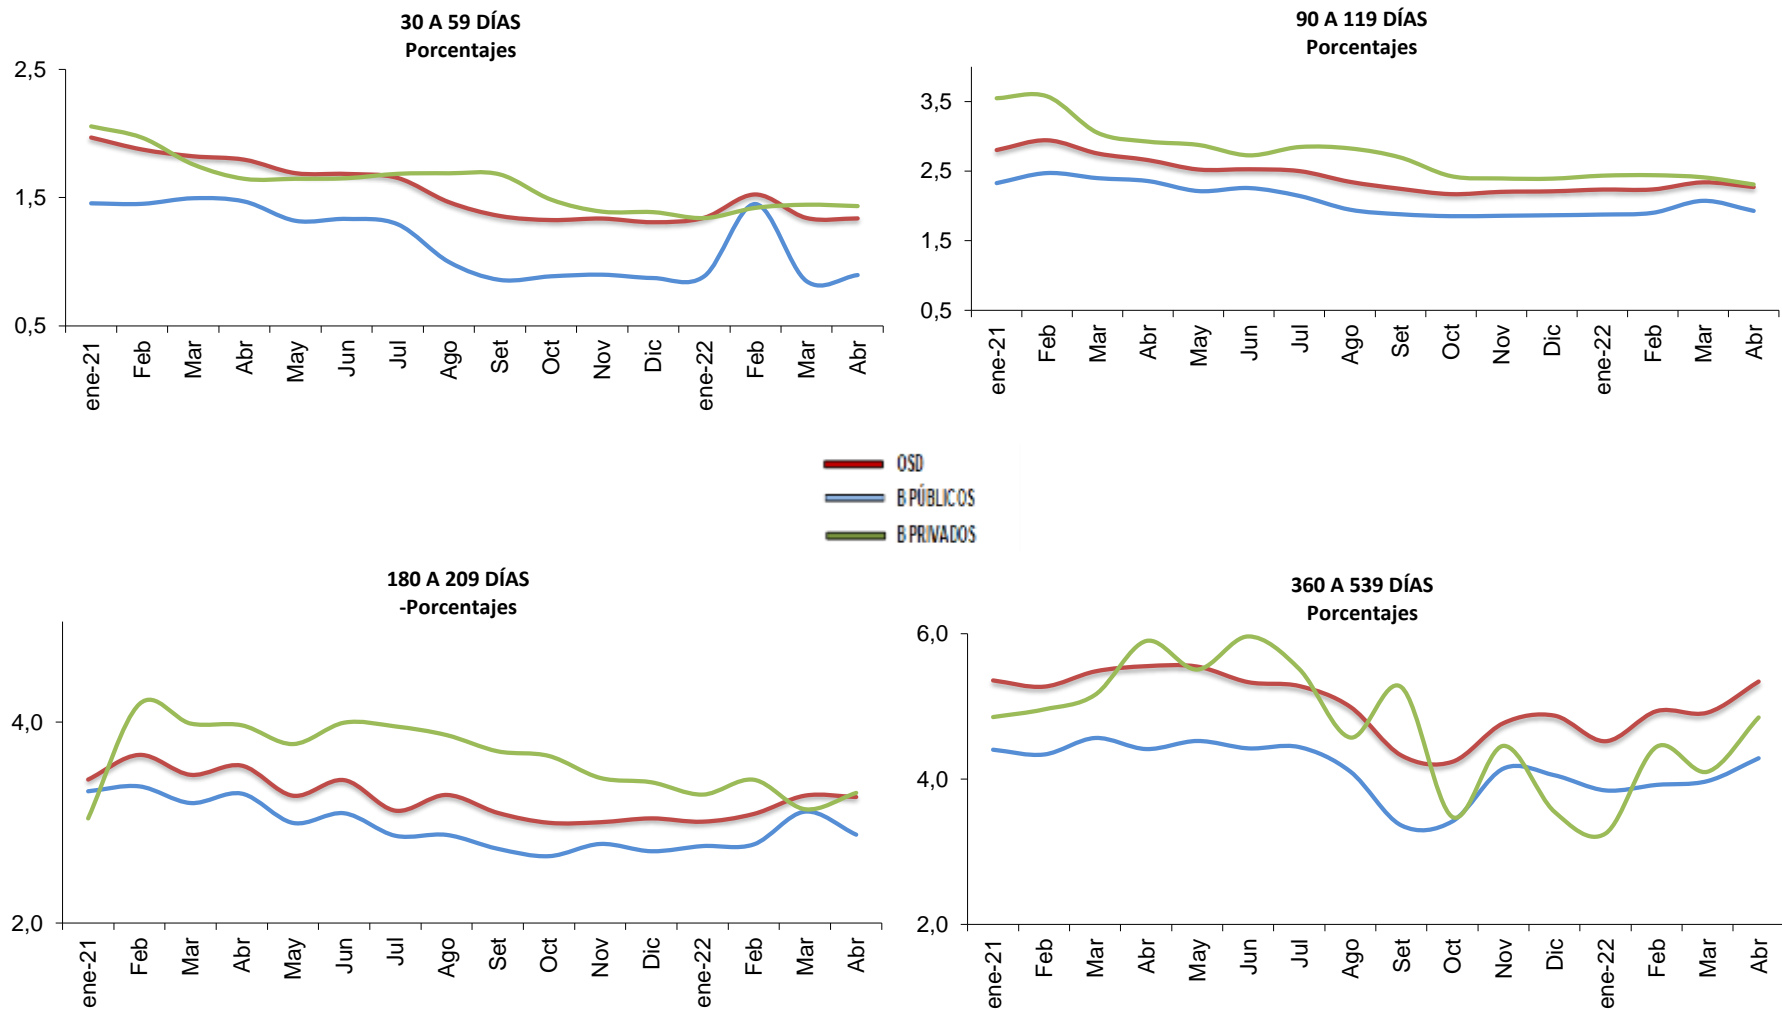 30 A 59 DÍAS
Porcentajes
2,5
1,5
0,5
ene-21 Feb Mar Abr May Jun Jul Ago Set Oct Nov Dic ene-22 Feb Mar Abr
90 A 119 DÍAS
Porcentajes
3,5
2,5
1,5
0,5
ene-21 Feb Mar Abr May Jun Jul Ago Set Oct Nov Dic ene-22 Feb Mar Abr
OSD
B PÚBLICOS
B PRIVADOS
180 A 209 DÍAS
-Porcentajes
4,0
2,0
ene-21 Feb Mar Abr May Jun Jul Ago Set Oct Nov Dic ene-22 Feb Mar Abr
360 A 539 DÍAS
Porcentajes
6,0
4,0
2,0
ene-21 Feb Mar Abr May Jun Jul Ago Set Oct Nov Dic ene-22 Feb Mar Abr